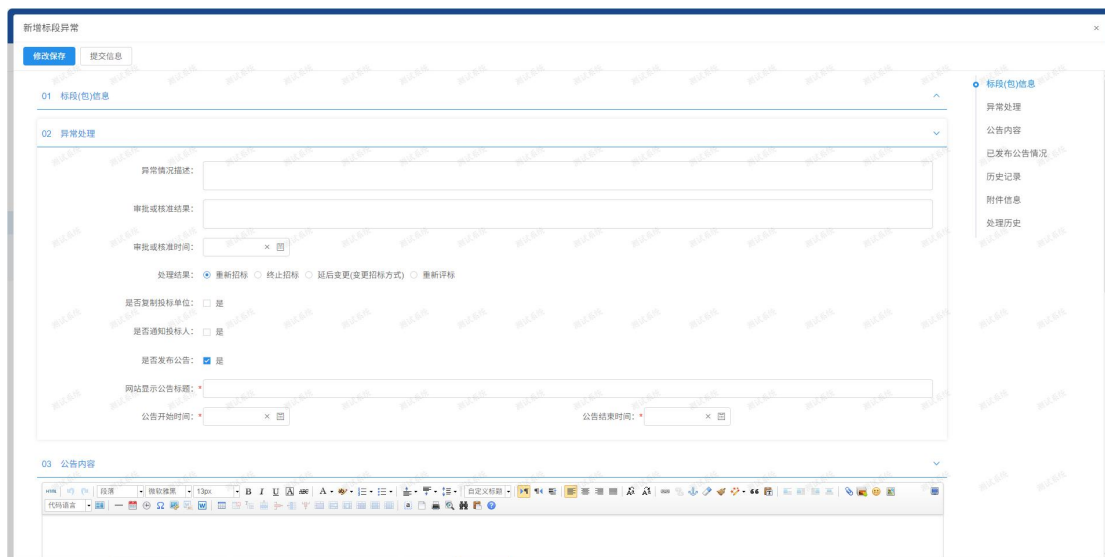 新增标段异常
×
修改保存 提交信息
01 标段(包)信息
02 异常处理
异常情况描述:
审批或核准结果:
审批或核准时间: ×
处理结果: 重新招标 终止招标 延后变更(变更招标方式) 重新评标
是否复制投标单位: 是
是否通知投标人: 是
是否发布公告: 是
网站显示公告标题: *
公告开始时间: * × 公告结束时间: * ×
03 公告内容
HTML 段落 微软雅黑 13px B I U A ABC A 自定义标题
代码语言 Ω W
标段(包)信息
异常处理
公告内容
已发布公告情况
历史记录
附件信息
处理历史
测试系统